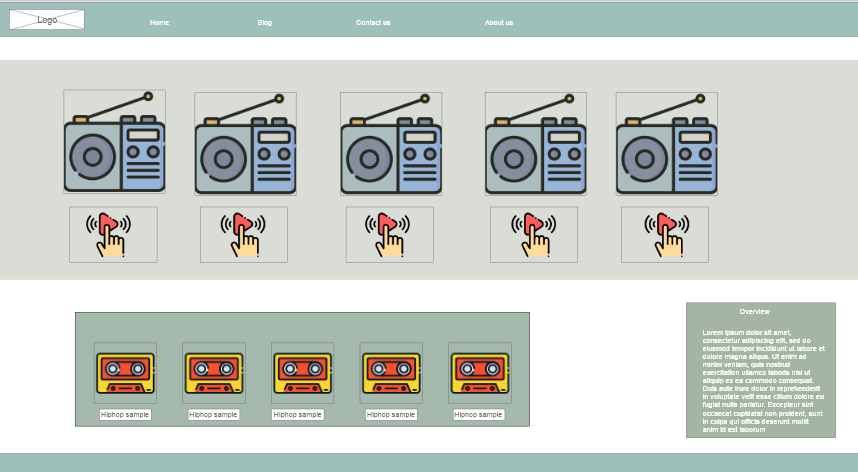 Logo
Home
Blog
Contact us
About us
Overview
Lorem ipsum dolor sit amet,
consectetur adipiscing elit, sed do
eiusmod tempor incididunt ut labore et
dolore magna aliqua. Ut enim ad
minim veniam, quis nostrud
exercitation ullamco laboris nisi ut
aliquip ex ea commodo consequat.
Duis aute irure dolor in reprehenderit
in voluptate velit esse cillum dolore eu
fugiat nulla pariatur. Excepteur sint
occaecat cupidatat non proident, sunt
in culpa qui officia deserunt mollit
anim id est laborum
Hiphop sample
Hiphop sample
Hiphop sample
Hiphop sample
Hiphop sample